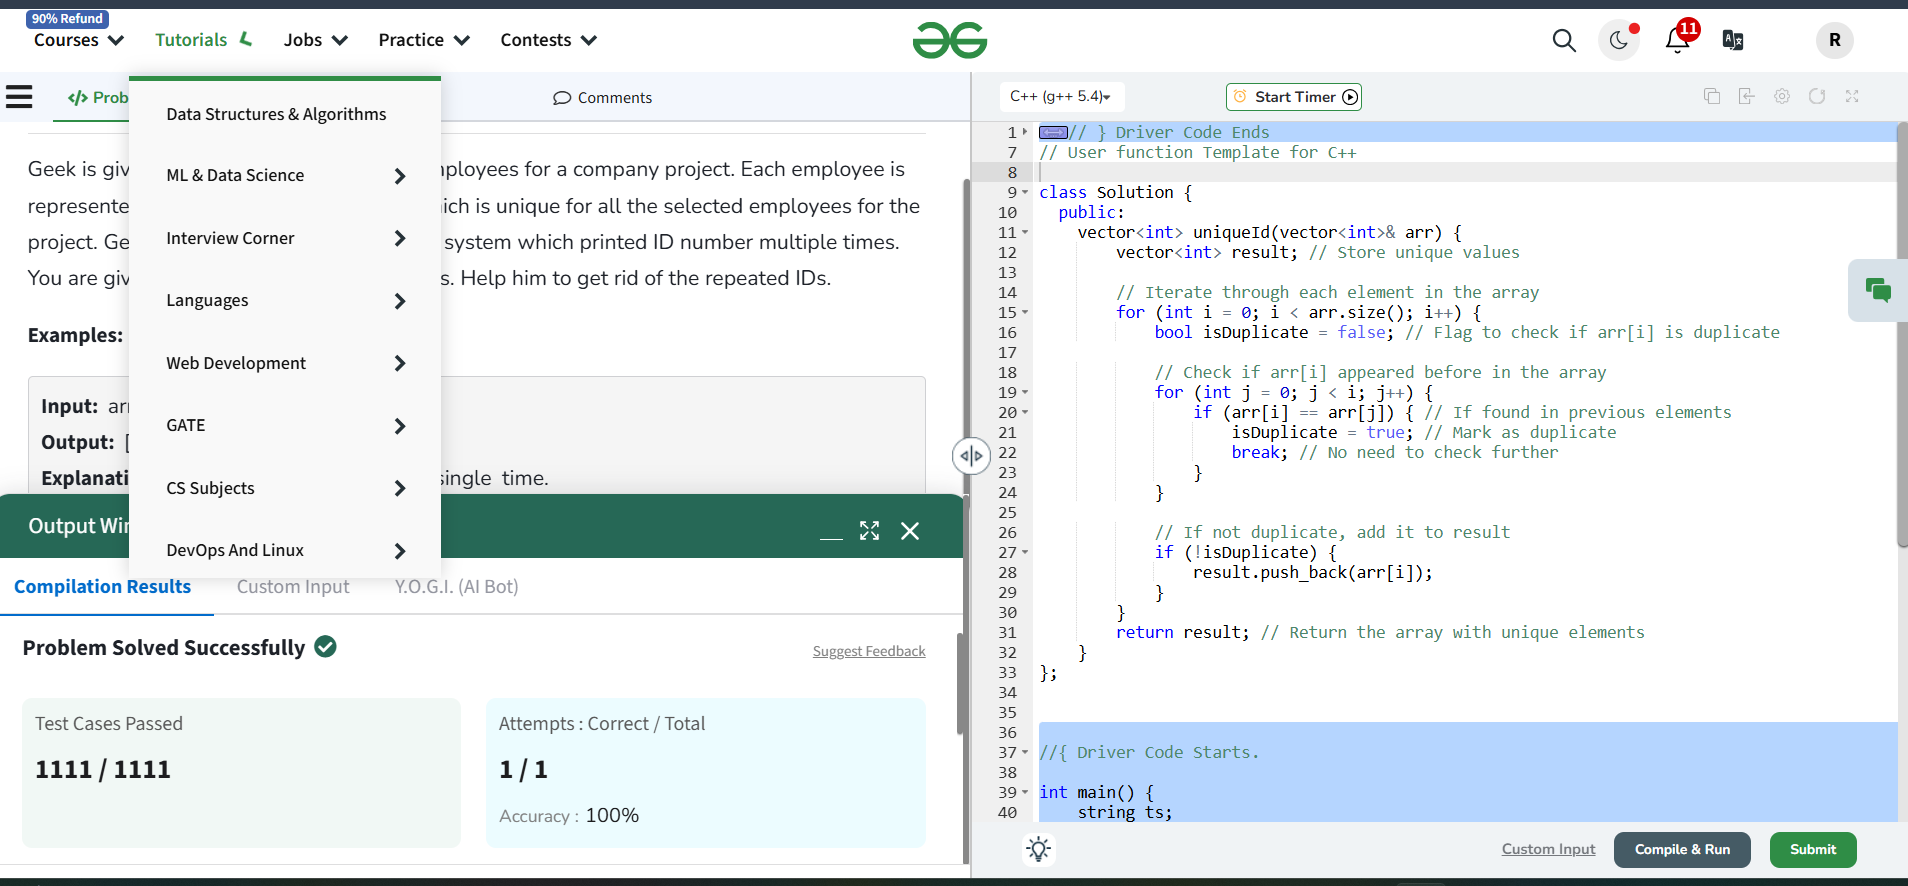 90% Refund
Courses
Tutorials
Jobs
Practice
Contests
11
R
Data Structures & Algorithms
ML & Data Science
Interview Corner
Languages
Web Development
GATE
CS Subjects
DevOps And Linux
</> Prob
Comments
Geek is giv
ployees for a company project. Each employee is
represente
ich is unique for all the selected employees for the
project. Ge
system which printed ID number multiple times.
You are giv
s. Help him to get rid of the repeated IDs.
Examples:
Input: arr
Output: [
Explanati
single time.
Output Win
Compilation Results
Custom Input
Y.O.G.I. (AI Bot)
Problem Solved Successfully
Suggest Feedback
Test Cases Passed
1111 / 1111
Attempts : Correct / Total
1 / 1
Accuracy : 100%
C++ (g++ 5.4)
Start Timer
1 // } Driver Code Ends
7 // User function Template for C++
8
9 class Solution {
10 public:
11 vector<int> uniqueId(vector<int>& arr) {
12 vector<int> result; // Store unique values
13
14 // Iterate through each element in the array
15 for (int i = 0; i < arr.size(); i++) {
16 bool isDuplicate = false; // Flag to check if arr[i] is duplicate
17
18 // Check if arr[i] appeared before in the array
19 for (int j = 0; j < i; j++) {
20 if (arr[i] == arr[j]) { // If found in previous elements
21 isDuplicate = true; // Mark as duplicate
22 break; // No need to check further
23 }
24 }
25
26 // If not duplicate, add it to result
27 if (!isDuplicate) {
28 result.push_back(arr[i]);
29 }
30 }
31 return result; // Return the array with unique elements
32 }
33 };
34
35
36
37 //{ Driver Code Starts.
38
39 int main() {
40 string ts;
Custom Input
Compile & Run
Submit